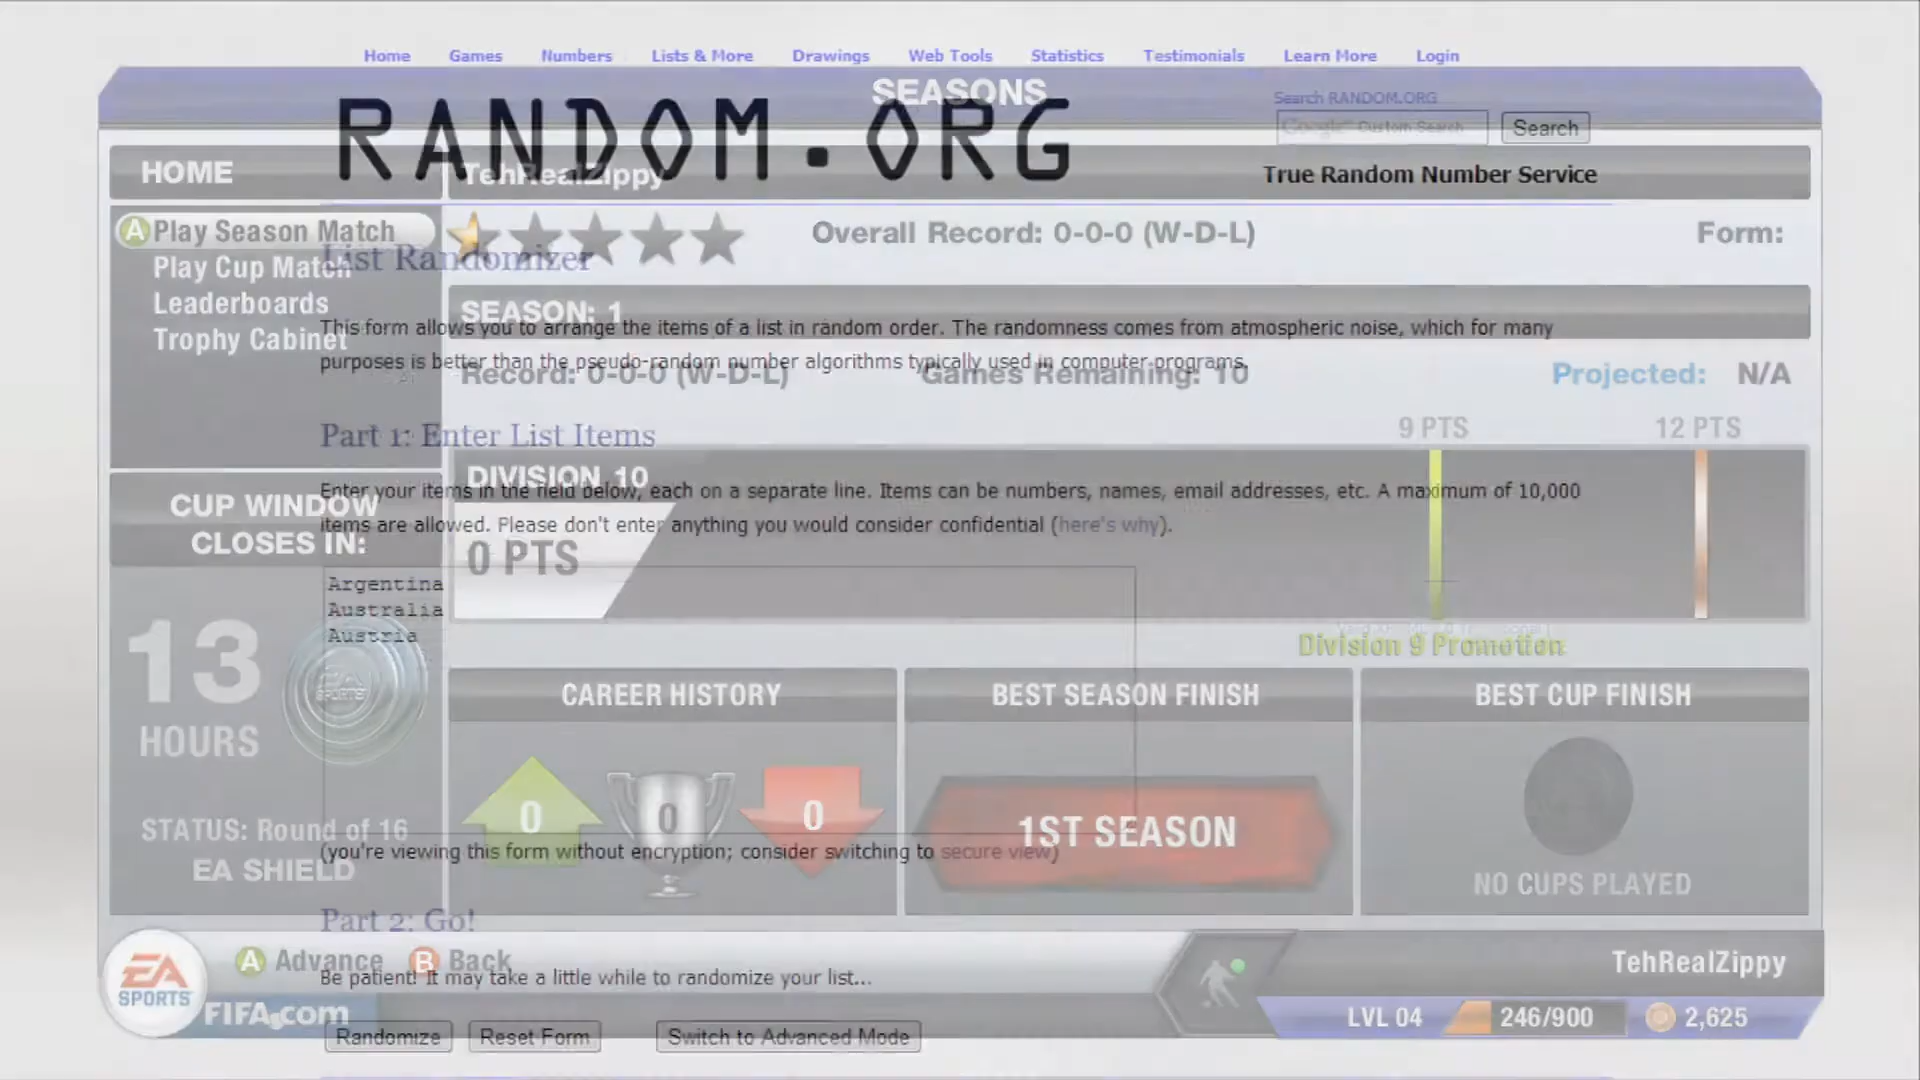 Home Games Numbers Lists & More Drawings Web Tools Statistics Testimonials Learn More Login
SEASONS
RANDOM.ORG
Search RANDOM.ORG
Google Custom Search
Search
True Random Number Service
HOME
TehRealZippy
A Play Season Match
Play Cup Match
Leaderboards
Trophy Cabinet
Overall Record: 0-0-0 (W-D-L)
Form:
List Randomizer
SEASON: 1
This form allows you to arrange the items of a list in random order. The randomness comes from atmospheric noise, which for many
purposes is better than the pseudo-random number algorithms typically used in computer programs.
Record: 0-0-0 (W-D-L)
Games Remaining: 10
Projected: N/A
9 PTS
12 PTS
Part 1: Enter List Items
DIVISION 10
Enter your items in the field below, each on a separate line. Items can be numbers, names, email addresses, etc. A maximum of 10,000
items are allowed. Please don't enter anything you would consider confidential (here's why).
0 PTS
CUP WINDOW
CLOSES IN:
Argentina
Australia
Austria
Division 9 Promotion
13
HOURS
EA
SPORTS
STATUS: Round of 16
EA SHIELD
CAREER HISTORY
0
0
0
BEST SEASON FINISH
1ST SEASON
BEST CUP FINISH
NO CUPS PLAYED
(you're viewing this form without encryption; consider switching to secure view)
Part 2: Go!
A Advance B Back
Be patient! It may take a little while to randomize your list...
Randomize
Reset Form
Switch to Advanced Mode
EA
SPORTS
FIFA.com
TehRealZippy
LVL 04
246/900
2,625